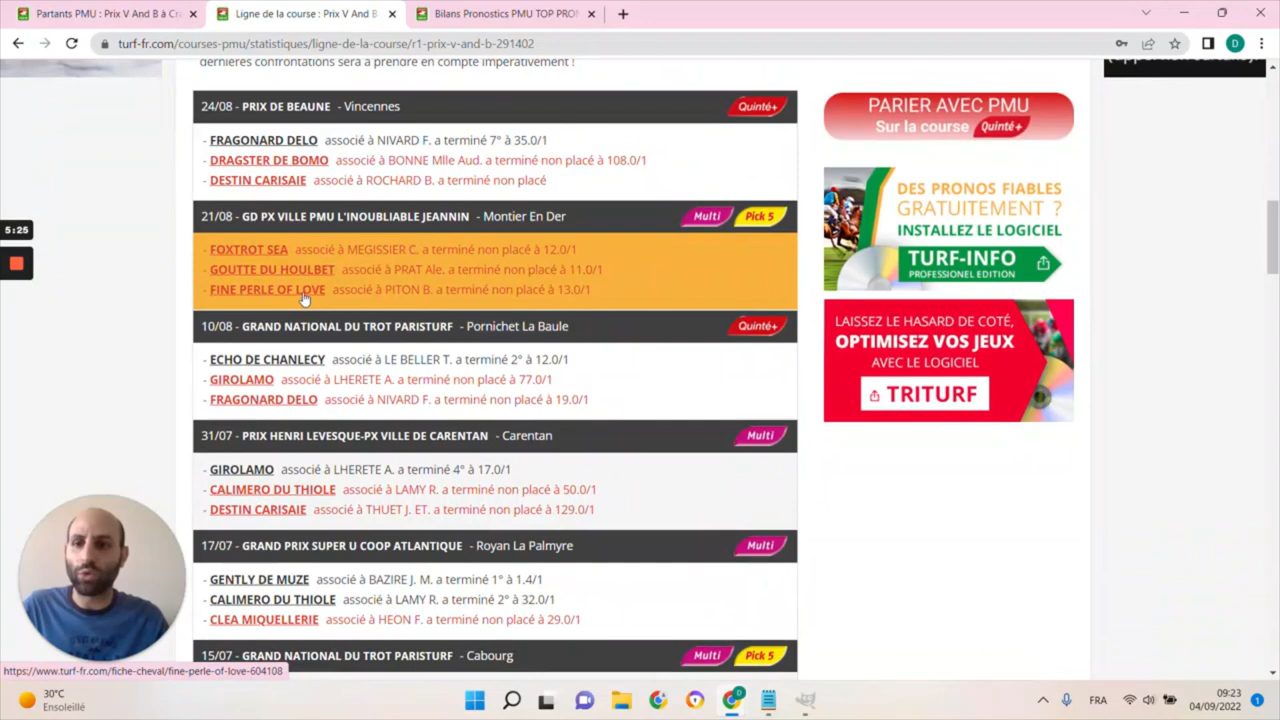 Partants PMU : Prix V And B à Cr
Ligne de la course : Prix V And B
Bilans Pronostics PMU TOP PRO
turf-fr.com/courses-pmu/statistiques/ligne-de-la-course/r1-prix-v-and-b-291402
D
dernières confrontations sera à prendre en compte impérativement !
24/08 - PRIX DE BEAUNE - Vincennes Quinté+
- FRAGONARD DELO associé à NIVARD F. a terminé 7° à 35.0/1
- DRAGSTER DE BOMO associé à BONNE Mlle Aud. a terminé non placé à 108.0/1
- DESTIN CARISAIE associé à ROCHARD B. a terminé non placé
21/08 - GD PX VILLE PMU L'INOUBLIABLE JEANNIN - Montier En Der Multi Pick 5
- FOXTROT SEA associé à MEGISSIER C. a terminé non placé à 12.0/1
- GOUTTE DU HOULBET associé à PRAT Ale. a terminé non placé à 11.0/1
- FINE PERLE OF LOVE associé à PITON B. a terminé non placé à 13.0/1
10/08 - GRAND NATIONAL DU TROT PARISTURF - Pornichet La Baule Quinté+
- ECHO DE CHANLECY associé à LE BELLER T. a terminé 2° à 12.0/1
- GIROLAMO associé à LHERETE A. a terminé non placé à 77.0/1
- FRAGONARD DELO associé à NIVARD F. a terminé non placé à 19.0/1
31/07 - PRIX HENRI LEVESQUE-PX VILLE DE CARENTAN - Carentan Multi
- GIROLAMO associé à LHERETE A. a terminé 4° à 17.0/1
- CALIMERO DU THIOLE associé à LAMY R. a terminé non placé à 50.0/1
- DESTIN CARISAIE associé à THUET J. ET. a terminé non placé à 129.0/1
17/07 - GRAND PRIX SUPER U COOP ATLANTIQUE - Royan La Palmyre Multi
- GENTLY DE MUZE associé à BAZIRE J. M. a terminé 1° à 1.4/1
- CALIMERO DU THIOLE associé à LAMY R. a terminé 2° à 32.0/1
- CLEA MIQUELLERIE associé à HEON F. a terminé non placé à 29.0/1
15/07 - GRAND NATIONAL DU TROT PARISTURF - Cabourg Multi Pick 5
PARIER AVEC PMU
Sur la course Quinté+
DES PRONOS FIABLES
GRATUITEMENT ?
INSTALLEZ LE LOGICIEL
TURF-INFO
PROFESSIONEL EDITION
LAISSEZ LE HASARD DE COTÉ,
OPTIMISEZ VOS JEUX
AVEC LE LOGICIEL
TRITURF
5:25
https://www.turf-fr.com/fiche-cheval/fine-perle-of-love-604108
30°C
Ensoleillé
D
FRA
09:23
04/09/2022
1